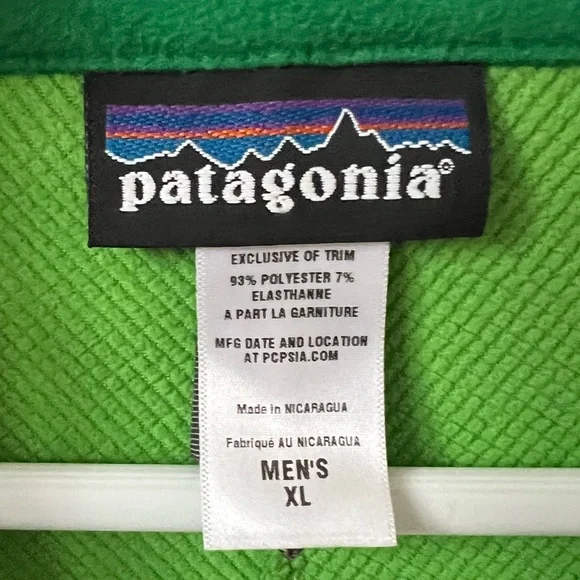 patagonia®
EXCLUSIVE OF TRIM
93% POLYESTER 7%
ELASTHANNE
A PART LA GARNITURE
MFG DATE AND LOCATION
AT PCPSIA.COM
Made in NICARAGUA
Fabriqué AU NICARAGUA
MEN'S
XL